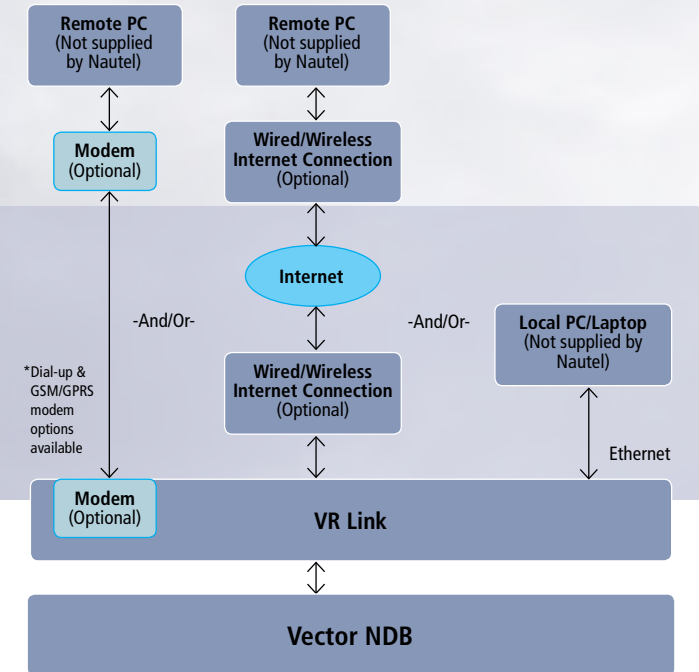 Remote PC
(Not supplied
by Nautel)
Remote PC
(Not supplied
by Nautel)
Modem
(Optional)
Wired/Wireless
Internet Connection
(Optional)
Internet
-And/Or-
-And/Or-
Local PC/Laptop
(Not supplied by
Nautel)
*Dial-up &
GSM/GPRS
modem
options
available
Wired/Wireless
Internet Connection
(Optional)
Ethernet
Modem
(Optional)
VR Link
Vector NDB